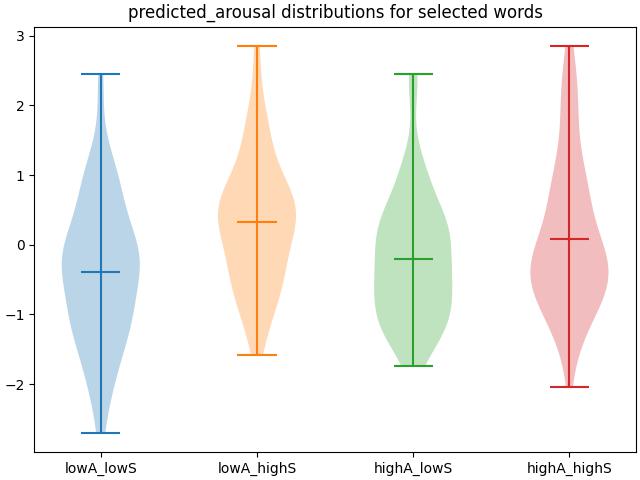 predicted_arousal distributions for selected words
3
2
1
0
−1
−2
lowA_lowS
lowA_highS
highA_lowS
highA_highS